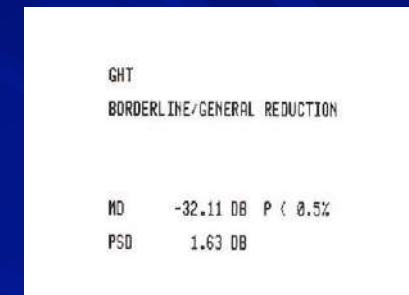 GHT
BORDERLINE/GENERAL REDUCTION
MD -32.11 DB P < 0.5%
PSD 1.63 DB